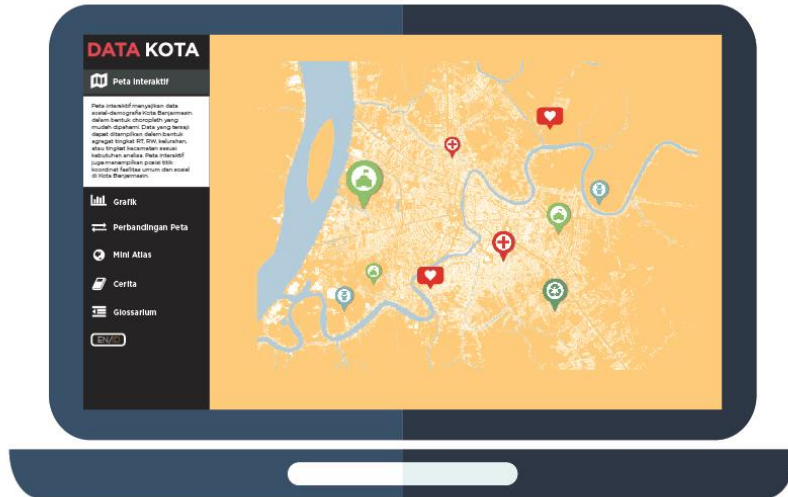 DATA KOTA
Peta Interaktif
Peta interaktif menyajikan data
sosial-demografis Kota Banjarmasin
dalam bentuk choropleth yang
mudah dipahami. Data yang tersaji
dapat ditampilkan dalam bentuk
agregat tingkat RT, RW, kelurahan,
atau tingkat kecamatan sesuai
kebutuhan analisa. Peta interaktif
juga menampilkan posisi titik
koordinat fasilitas umum dan sosial
di Kota Banjarmasin.
Grafik
Perbandingan Peta
Mini Atlas
Cerita
Glossarium
EN/ID